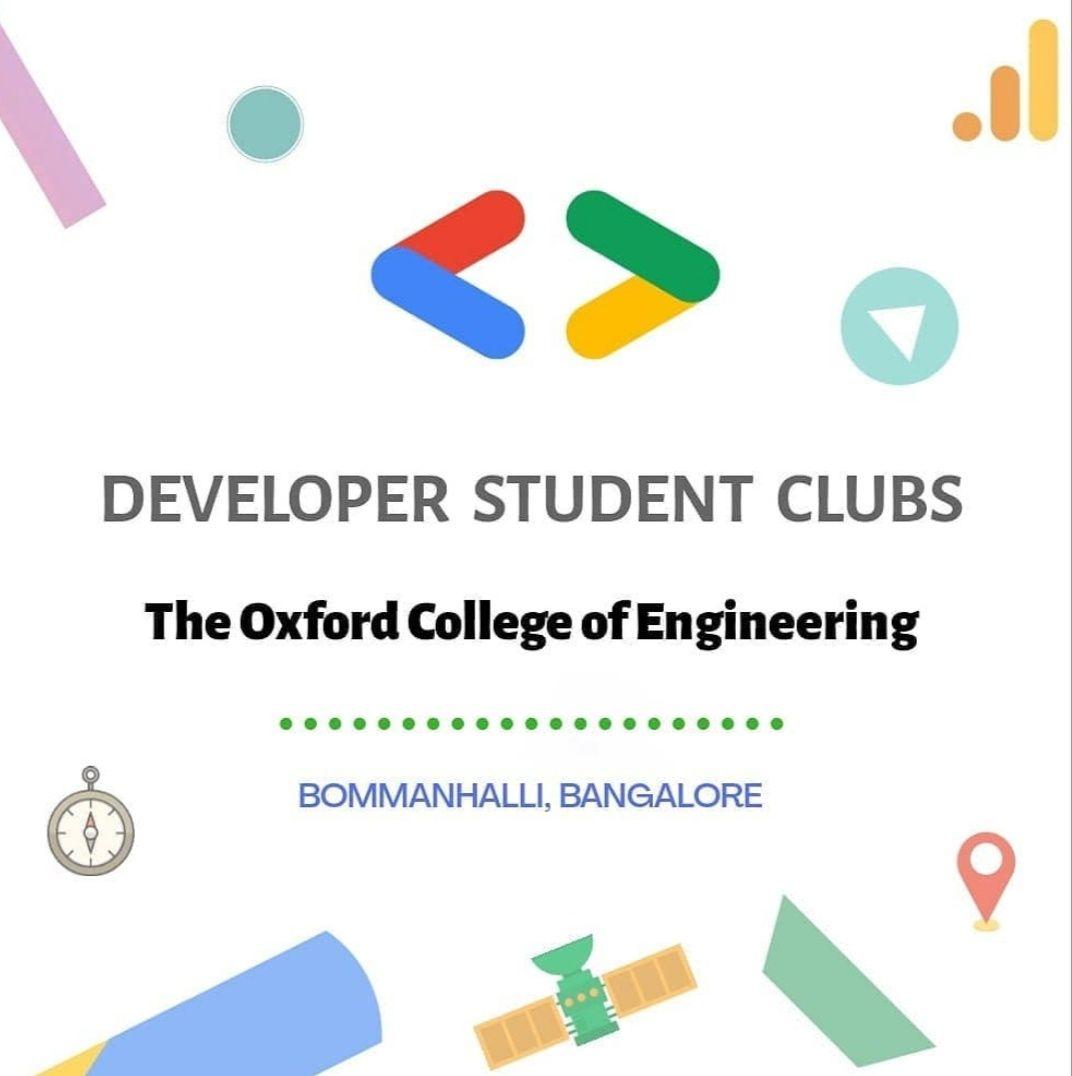 DEVELOPER STUDENT CLUBS
The Oxford College of Engineering
BOMMANHALLI, BANGALORE